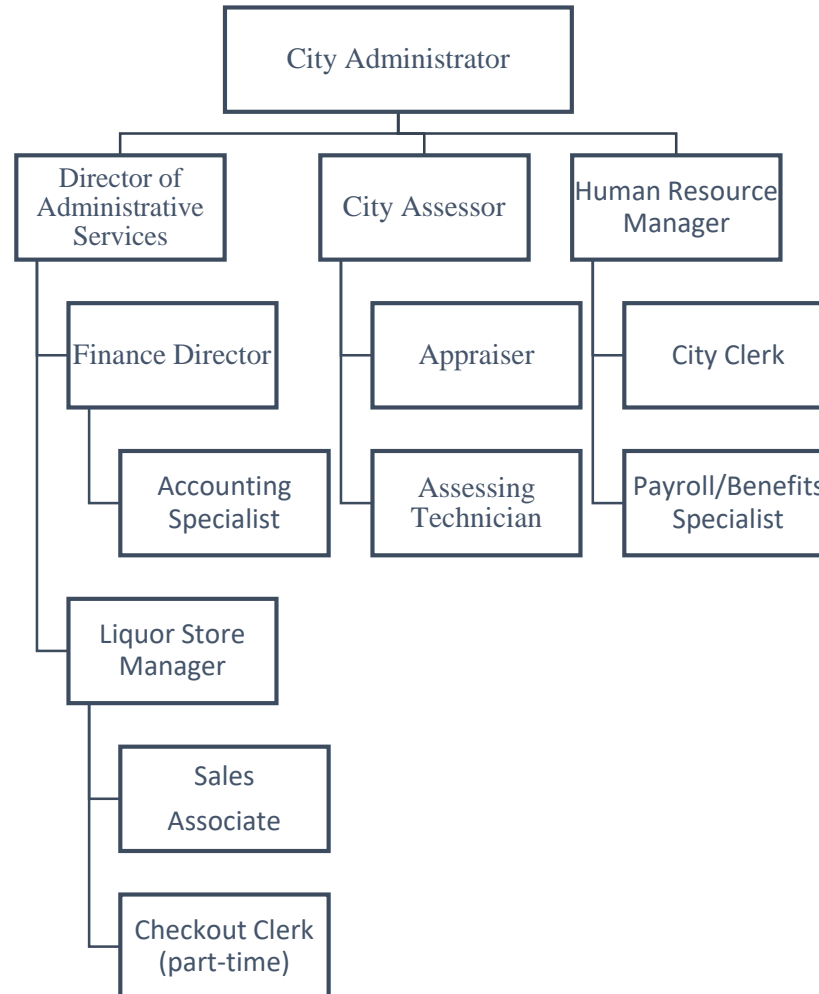 City Administrator
Director of
Administrative
Services
City Assessor
Human Resource
Manager
Finance Director
Appraiser
City Clerk
Accounting
Specialist
Assessing
Technician
Payroll/Benefits
Specialist
Liquor Store
Manager
Sales
Associate
Checkout Clerk
(part-time)